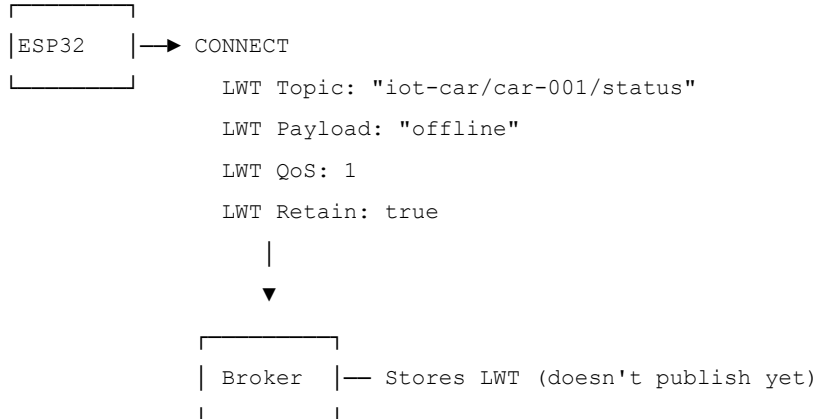 ESP32 CONNECT
LWT Topic: "iot-car/car-001/status"
LWT Payload: "offline"
LWT QoS: 1
LWT Retain: true
Broker Stores LWT (doesn't publish yet)